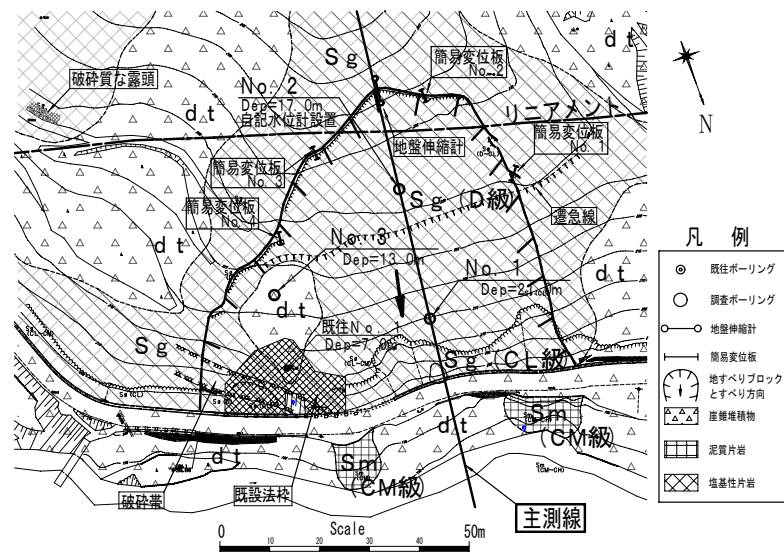 Sg
dt
dt
破砕質な露頭
簡易変位板
No. 2
No. 2
Dep=17.0m
自記水位計設置
リニアメント
地盤伸縮計
簡易変位板
No. 1
簡易変位板
No. 3
Sg (D級)
簡易変位板
No. 4
遷急線
dt
No. 3
Dep=13.0m
No. 1
dt
dt
既往No. 1
Dep=7.0m
Sg
Sg (CL級)
Sm
(CM級)
dt
dt
Sm
(CM級)
破砕帯
既設法枠
主測線
0
Scale
50m
10
20
30
40
N
凡 例
既往ボーリング
調査ボーリング
地盤伸縮計
簡易変位板
地すべりブロック
とすべり方向
崖錐堆積物
泥質片岩
塩基性片岩